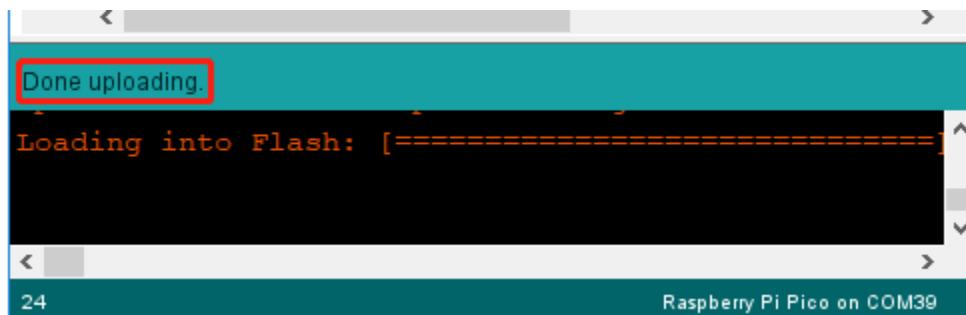 Done uploading.
Loading into Flash: [==============================]
24
Raspberry Pi Pico on COM39